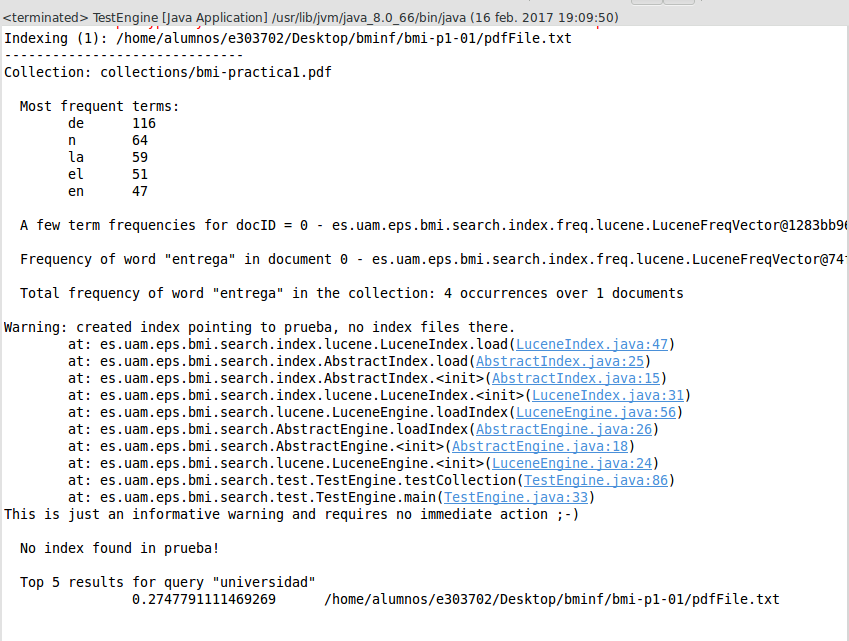 <terminated> TestEngine [Java Application] /usr/lib/jvm/java_8.0_66/bin/java (16 feb. 2017 19:09:50)
Indexing (1): /home/alumnos/e303702/Desktop/bminf/bmi-p1-01/pdfFile.txt
------------------------------
Collection: collections/bmi-practica1.pdf
Most frequent terms:
de 116
n 64
la 59
el 51
en 47
A few term frequencies for docID = 0 - es.uam.eps.bmi.search.index.freq.lucene.LuceneFreqVector@1283bb96
Frequency of word "entrega" in document 0 - es.uam.eps.bmi.search.index.freq.lucene.LuceneFreqVector@74
Total frequency of word "entrega" in the collection: 4 occurrences over 1 documents
Warning: created index pointing to prueba, no index files there.
at: es.uam.eps.bmi.search.index.lucene.LuceneIndex.load(LuceneIndex.java:47)
at: es.uam.eps.bmi.search.index.AbstractIndex.load(AbstractIndex.java:25)
at: es.uam.eps.bmi.search.index.AbstractIndex.<init>(AbstractIndex.java:15)
at: es.uam.eps.bmi.search.index.lucene.LuceneIndex.<init>(LuceneIndex.java:31)
at: es.uam.eps.bmi.search.lucene.LuceneEngine.loadIndex(LuceneEngine.java:56)
at: es.uam.eps.bmi.search.AbstractEngine.loadIndex(AbstractEngine.java:26)
at: es.uam.eps.bmi.search.AbstractEngine.<init>(AbstractEngine.java:18)
at: es.uam.eps.bmi.search.lucene.LuceneEngine.<init>(LuceneEngine.java:24)
at: es.uam.eps.bmi.search.test.TestEngine.testCollection(TestEngine.java:86)
at: es.uam.eps.bmi.search.test.TestEngine.main(TestEngine.java:33)
This is just an informative warning and requires no immediate action ;-)
No index found in prueba!
Top 5 results for query "universidad"
0.2747791111469269 /home/alumnos/e303702/Desktop/bminf/bmi-p1-01/pdfFile.txt